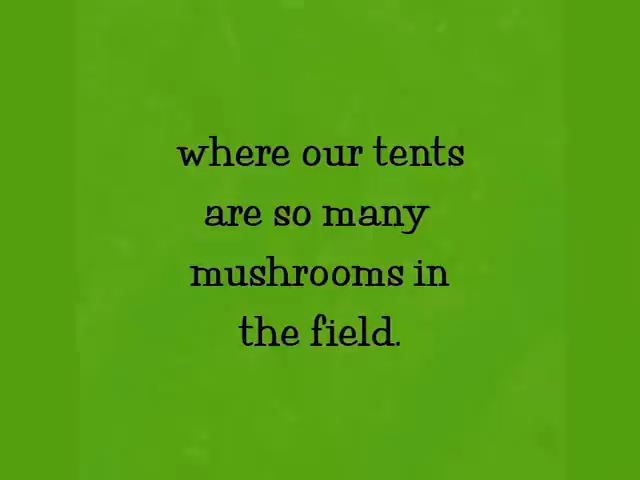 where our tents
are so many
mushrooms in
the field.